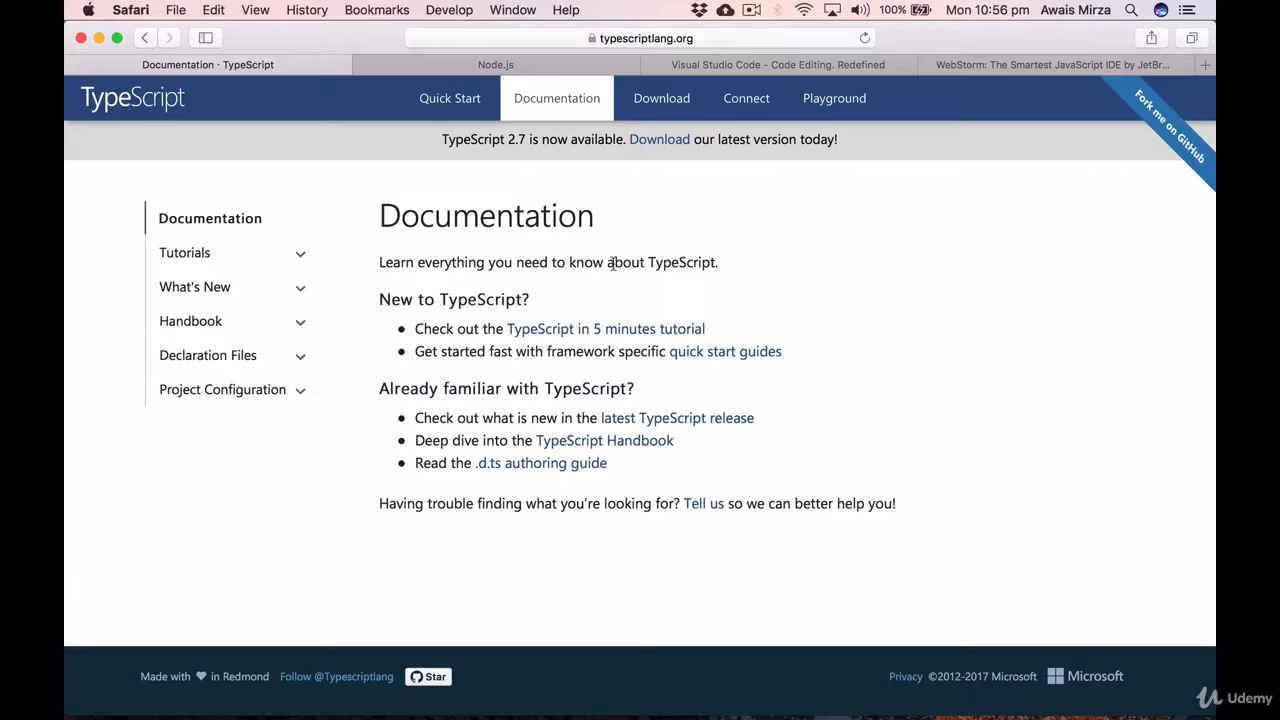 Safari File Edit View History Bookmarks Develop Window Help 100% Mon 10:56 pm Awais Mirza
typescriptlang.org
Documentation · TypeScript Node.js Visual Studio Code - Code Editing. Redefined WebStorm: The Smartest JavaScript IDE by JetBr...
TypeScript Quick Start Documentation Download Connect Playground
Fork me on GitHub
TypeScript 2.7 is now available. Download our latest version today!
Documentation
Tutorials
What's New
Handbook
Declaration Files
Project Configuration
Documentation
Learn everything you need to know about TypeScript.
New to TypeScript?
• Check out the TypeScript in 5 minutes tutorial
• Get started fast with framework specific quick start guides
Already familiar with TypeScript?
• Check out what is new in the latest TypeScript release
• Deep dive into the TypeScript Handbook
• Read the .d.ts authoring guide
Having trouble finding what you’re looking for? Tell us so we can better help you!
Made with ♥ in Redmond Follow @Typescriptlang Star Privacy ©2012-2017 Microsoft Microsoft
Udemy